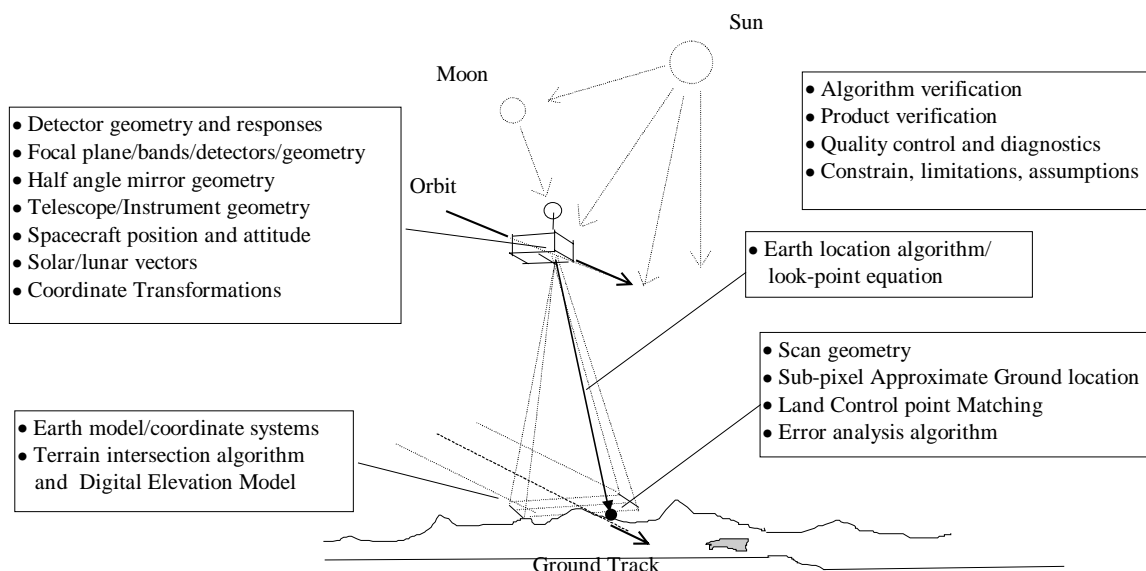 Sun
Moon
● Detector geometry and responses
● Focal plane/bands/detectors/geometry
● Half angle mirror geometry
● Telescope/Instrument geometry
● Spacecraft position and attitude
● Solar/lunar vectors
● Coordinate Transformations
● Algorithm verification
● Product verification
● Quality control and diagnostics
● Constrain, limitations, assumptions
Orbit
● Earth location algorithm/
look-point equation
● Scan geometry
● Sub-pixel Approximate Ground location
● Land Control point Matching
● Error analysis algorithm
● Earth model/coordinate systems
● Terrain intersection algorithm
and Digital Elevation Model
Ground Track